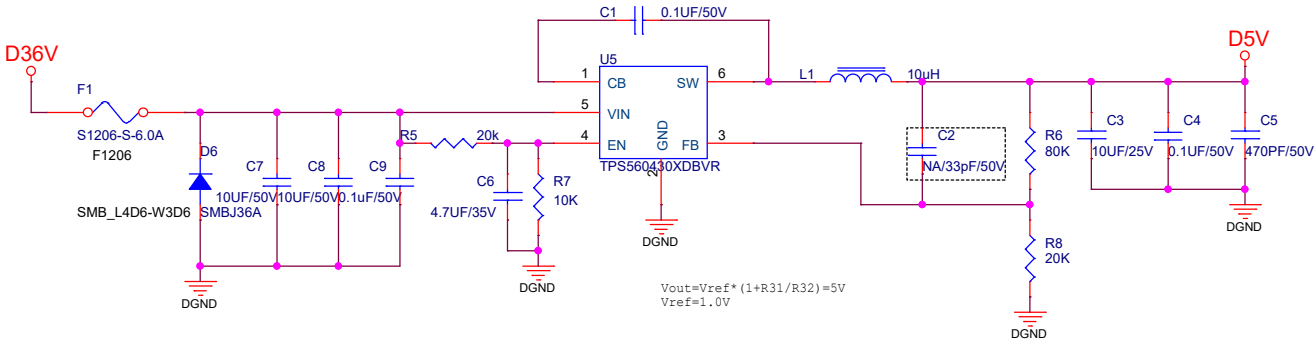 C1
0.1UF/50V
D36V
D5V
U5
F1
1
CB
SW
6
L1
10uH
5
VIN
S1206-S-6.0A
F1206
R5
20k
4
EN
GND
FB
3
C2
R6
C3
C4
C5
D6
TPS560430XDBVR
NA/33pF/50V
80K
10UF/25V
0.1UF/50V
470PF/50V
C7
C8
C9
2
C6
R7
10UF/50V
10UF/50V
0.1uF/50V
10K
SMB_L4D6-W3D6
SMBJ36A
4.7UF/35V
DGND
DGND
DGND
R8
20K
DGND
Vout=Vref*(1+R31/R32)=5V
Vref=1.0V
DGND